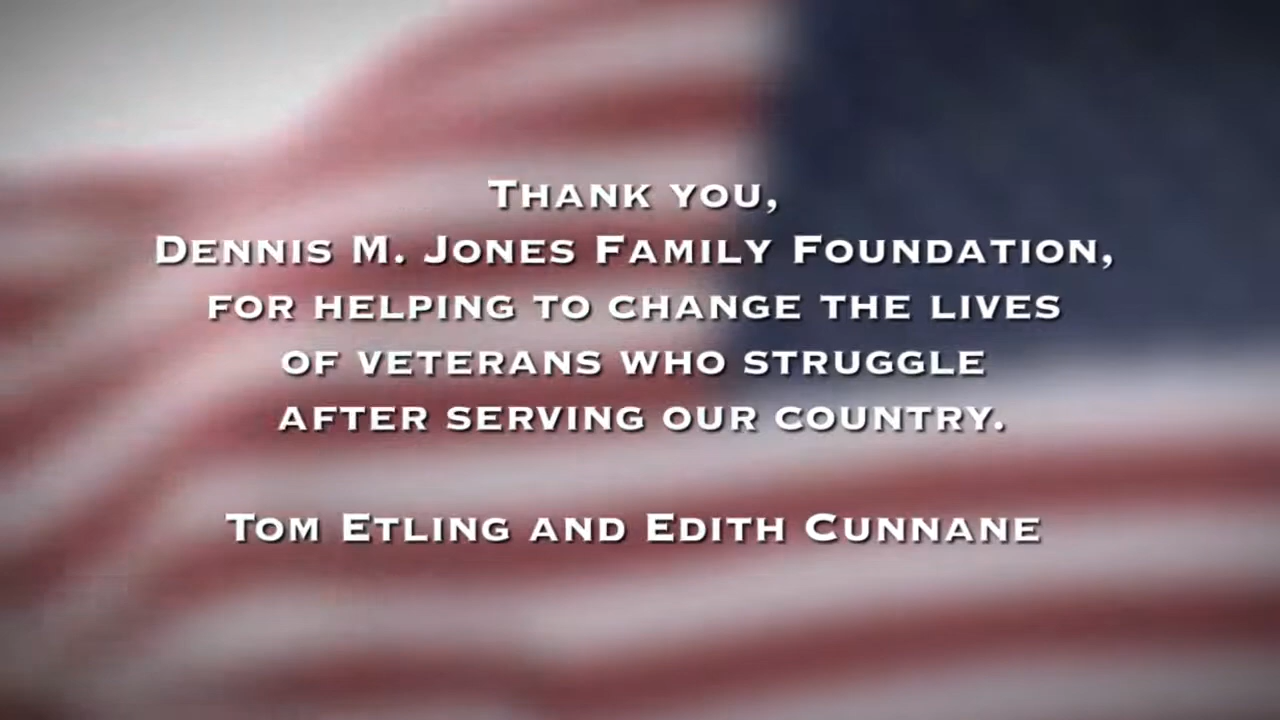 Thank you,
Dennis M. Jones Family Foundation,
for helping to change the lives
of veterans who struggle
after serving our country.
Tom Etling and Edith Cunnane